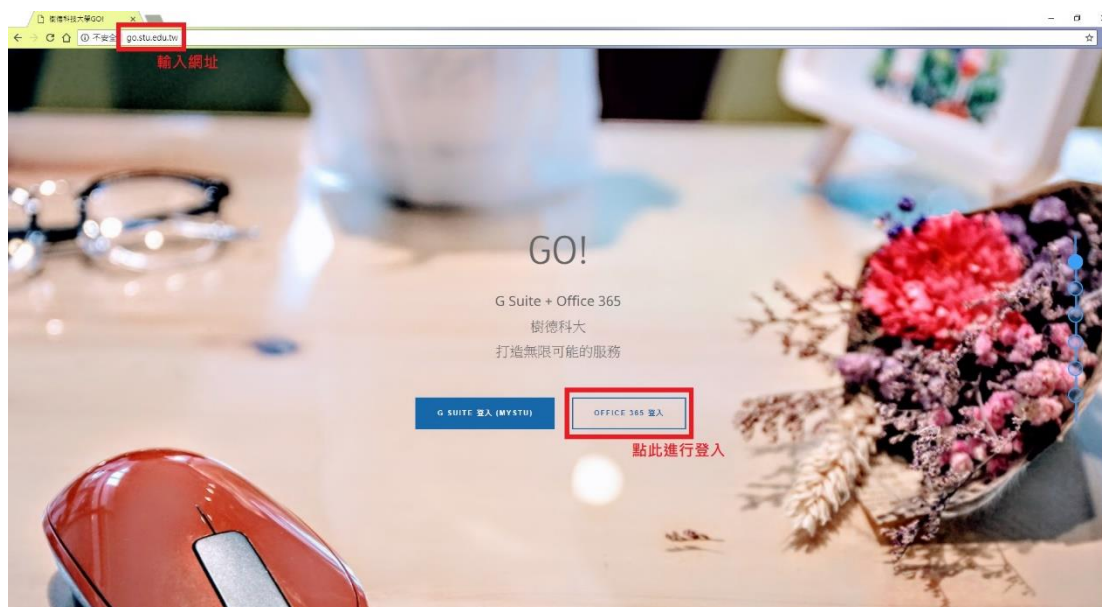 樹德科技大學GO!
不安全
go.stu.edu.tw
輸入網址
GO!
G Suite + Office 365
樹德科大
打造無限可能的服務
G SUITE 登入 (MYSTU)
OFFICE 365 登入
點此進行登入